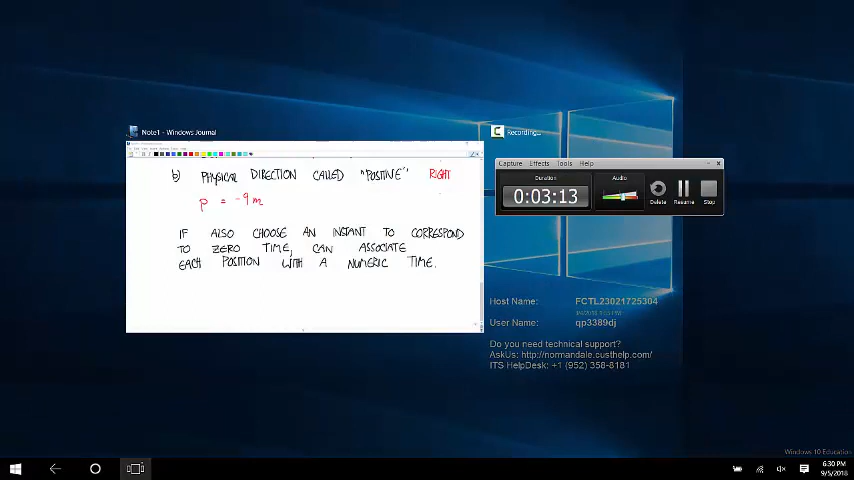 Note1 - Windows Journal
b) PHYSICAL DIRECTION CALLED "POSITIVE" RIGHT
p = -9 m
IF ALSO CHOOSE AN INSTANT TO CORRESPOND
TO ZERO TIME, CAN ASSOCIATE
EACH POSITION WITH A NUMERIC TIME.
Recording...
Capture Effects Tools Help
Duration Audio
0:03:13
Delete Resume Stop
Host Name: FCTL23021725304
User Name: qp3389dj
Do you need technical support?
AskUs: http://normandale.custhelp.com/
ITS HelpDesk: +1 (952) 358-8181
Windows 10 Education
6:30 PM
9/5/2018